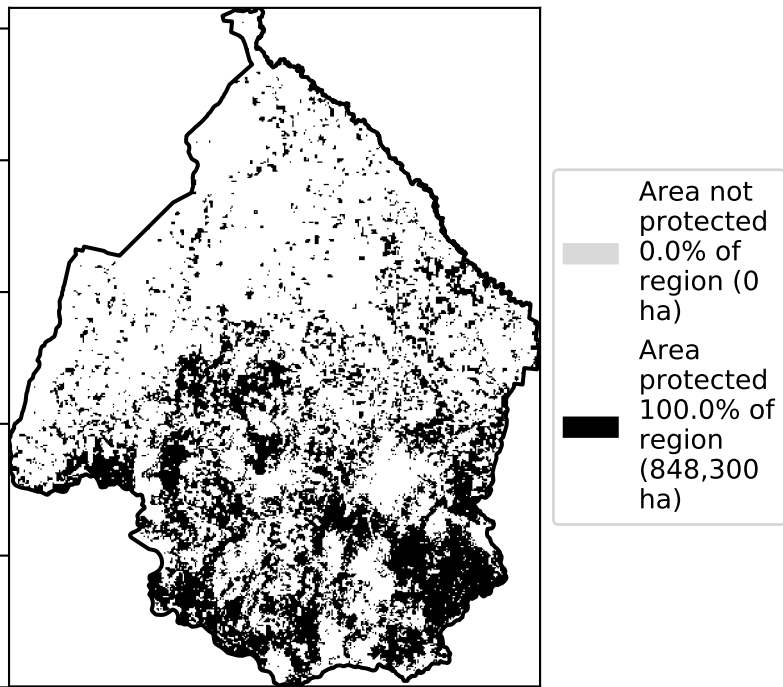 Area not
protected
0.0% of
region (0
ha)
Area
protected
100.0% of
region
(848,300
ha)